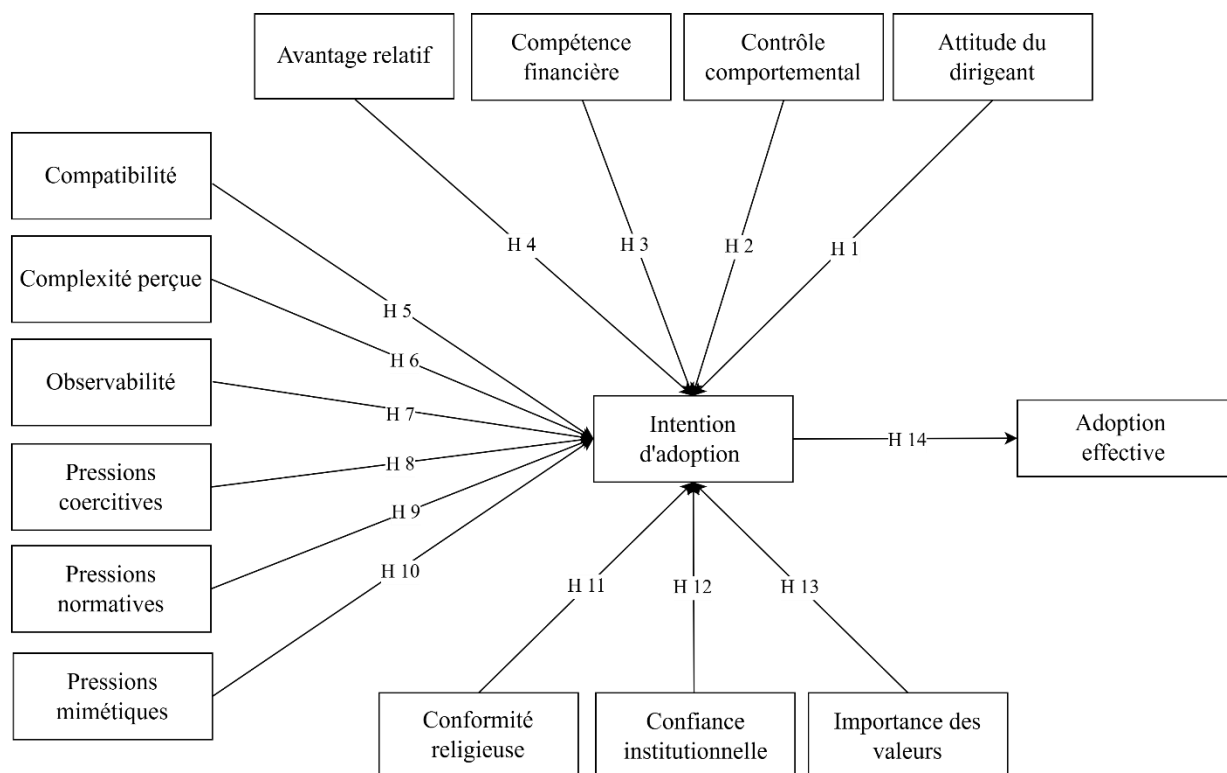 Avantage relatif
Compétence
financière
Contrôle
comportemental
Attitude du
dirigeant
Compatibilité
Complexité perçue
Observabilité
Pressions
coercitives
Pressions
normatives
Pressions
mimétiques
H 4
H 3
H 2
H 1
H 5
H 6
H 7
H 8
H 9
H 10
Intention
d'adoption
H 14
Adoption
effective
H 11
H 12
H 13
Conformité
religieuse
Confiance
institutionnelle
Importance des
valeurs